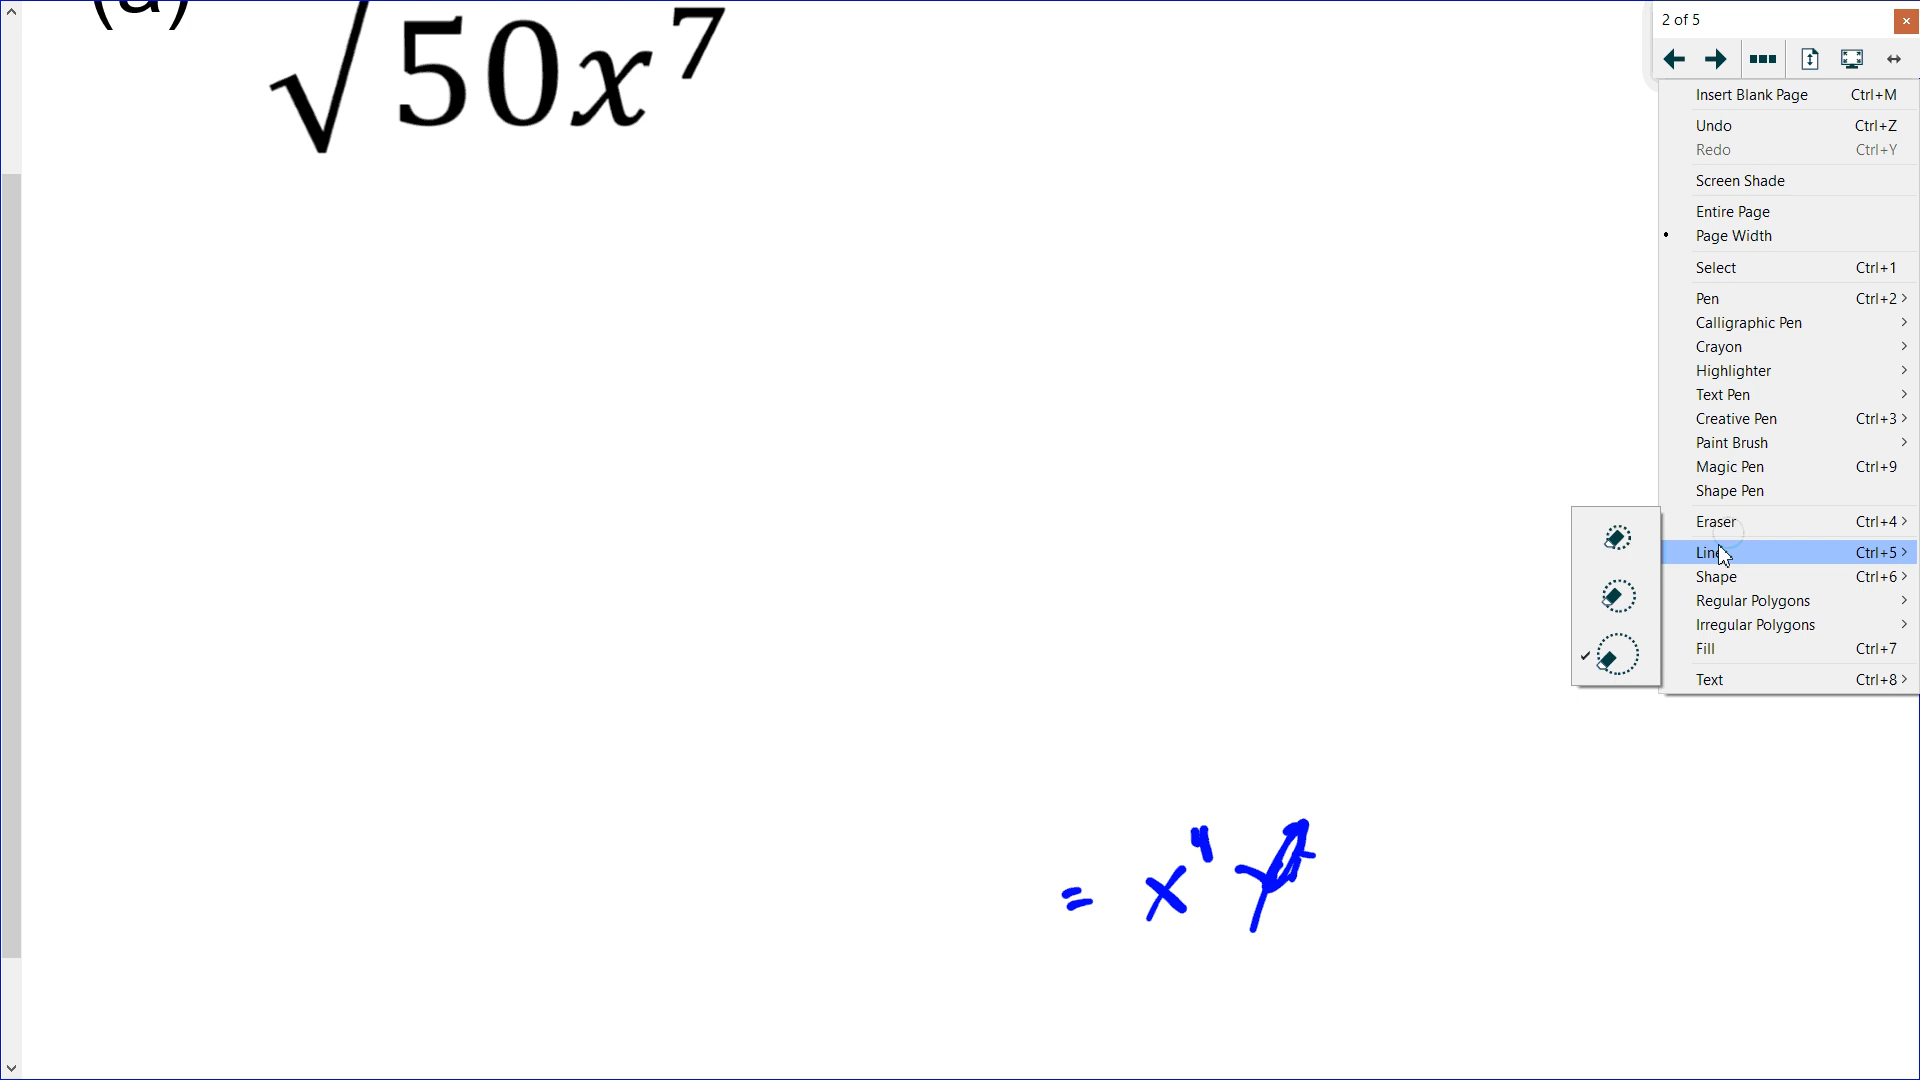 √50x⁷
2 of 5
Insert Blank Page Ctrl+M
Undo Ctrl+Z
Redo Ctrl+Y
Screen Shade
Entire Page
Page Width
Select Ctrl+1
Pen Ctrl+2
Calligraphic Pen
Crayon
Highlighter
Text Pen
Creative Pen Ctrl+3
Paint Brush
Magic Pen Ctrl+9
Shape Pen
Eraser Ctrl+4
Line Ctrl+5
Shape Ctrl+6
Regular Polygons
Irregular Polygons
Fill Ctrl+7
Text Ctrl+8
= x⁴